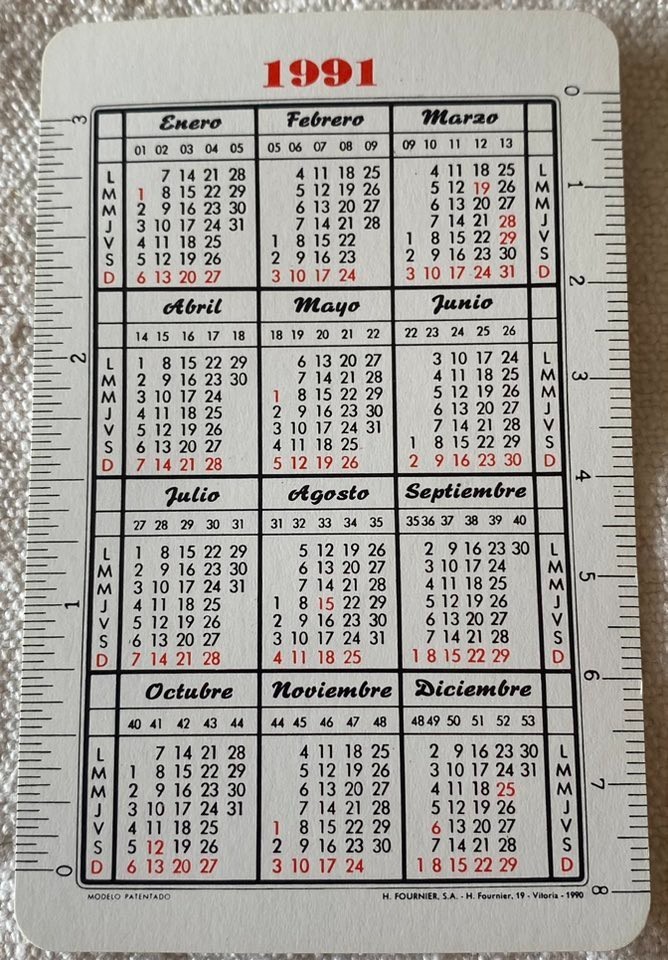 1991
0
3
Enero Febrero Marzo
01 02 03 04 05 05 06 07 08 09 09 10 11 12 13
L 7 14 21 28 4 11 18 25 4 11 18 25 L
M 1 8 15 22 29 5 12 19 26 5 12 19 26 M
1
M 2 9 16 23 30 6 13 20 27 6 13 20 27 M
J 3 10 17 24 31 7 14 21 28 7 14 21 28 J
V 4 11 18 25 1 8 15 22 1 8 15 22 29 V
S 5 12 19 26 2 9 16 23 2 9 16 23 30 S
D 6 13 20 27 3 10 17 24 3 10 17 24 31 D
2
Abril Mayo Junio
14 15 16 17 18 18 19 20 21 22 22 23 24 25 26
2
L 1 8 15 22 29 6 13 20 27 3 10 17 24 L
M 2 9 16 23 30 7 14 21 28 4 11 18 25 M
3
M 3 10 17 24 1 8 15 22 29 5 12 19 26 M
J 4 11 18 25 2 9 16 23 30 6 13 20 27 J
V 5 12 19 26 3 10 17 24 31 7 14 21 28 V
S 6 13 20 27 4 11 18 25 1 8 15 22 29 S
D 7 14 21 28 5 12 19 26 2 9 16 23 30 D
4
Julio Agosto Septiembre
27 28 29 30 31 31 32 33 34 35 35 36 37 38 39 40
L 1 8 15 22 29 5 12 19 26 2 9 16 23 30 L
M 2 9 16 23 30 6 13 20 27 3 10 17 24 M
5
M 3 10 17 24 31 7 14 21 28 4 11 18 25 M
1
J 4 11 18 25 1 8 15 22 29 5 12 19 26 J
V 5 12 19 26 2 9 16 23 30 6 13 20 27 V
S 6 13 20 27 3 10 17 24 31 7 14 21 28 S
D 7 14 21 28 4 11 18 25 1 8 15 22 29 D
6
Octubre Noviembre Diciembre
40 41 42 43 44 44 45 46 47 48 48 49 50 51 52 53
L 7 14 21 28 4 11 18 25 2 9 16 23 30 L
M 1 8 15 22 29 5 12 19 26 3 10 17 24 31 M
7
M 2 9 16 23 30 6 13 20 27 4 11 18 25 M
J 3 10 17 24 31 7 14 21 28 5 12 19 26 J
V 4 11 18 25 1 8 15 22 29 6 13 20 27 V
S 5 12 19 26 2 9 16 23 30 7 14 21 28 S
D 6 13 20 27 3 10 17 24 1 8 15 22 29 D
0
8
MODELO PATENTADO
H. FOURNIER, S.A. - H. Fournier, 19 - Vitoria - 1990